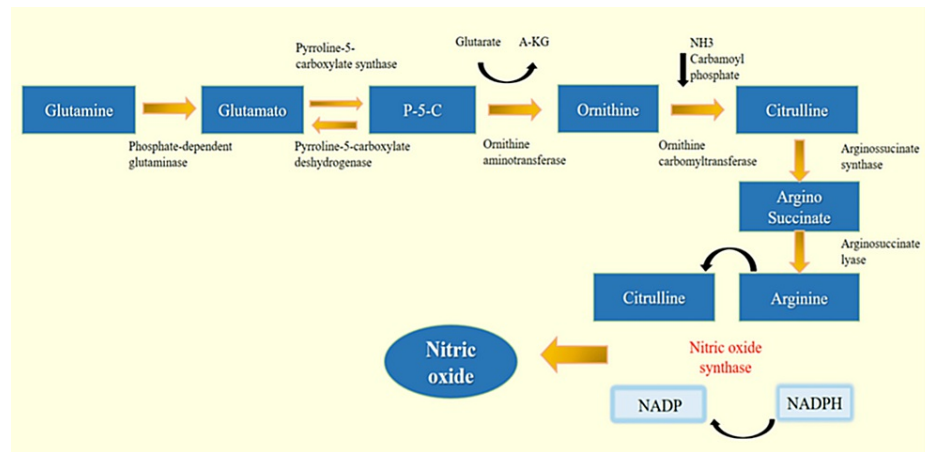 Pyrroline-5-
carboxylate synthase
Glutarate
A-KG
NH3
Carbamoyl
phosphate
Glutamine
Glutamato
P-5-C
Ornithine
Citrulline
Phosphate-dependent
glutaminase
Pyrroline-5-carboxylate
deshydrogenase
Ornithine
aminotransferase
Ornithine
carbomyltransferase
Arginossucinate
synthase
Argino
Succinate
Arginosuccinate
lyase
Citrulline
Arginine
Nitric
oxide
Nitric oxide
synthase
NADP
NADPH